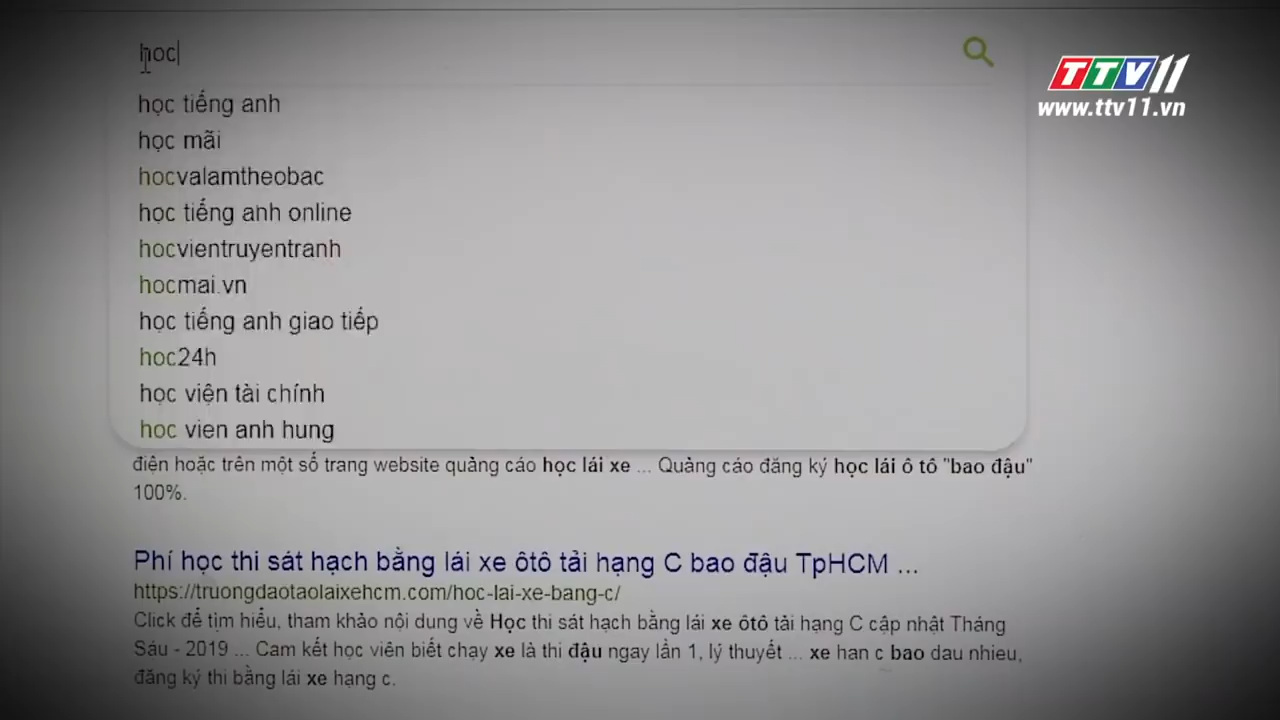 hoc
TTV11
www.ttv11.vn
học tiếng anh
học mãi
hocvalamtheobac
học tiếng anh online
hocvientruyentranh
hocmai.vn
học tiếng anh giao tiếp
hoc24h
học viện tài chính
hoc vien anh hung
điện hoặc trên một số trang website quảng cáo học lái xe ... Quảng cáo đăng ký học lái ô tô "bao đậu"
100%.
Phí học thi sát hạch bằng lái xe ôtô tải hạng C bao đậu TpHCM ...
https://truongdaotaolaixehcm.com/hoc-lai-xe-bang-c/
Click để tìm hiểu, tham khảo nội dung về Học thi sát hạch bằng lái xe ôtô tải hạng C cập nhật Tháng
Sáu - 2019 ... Cam kết học viên biết chạy xe là thi đậu ngay lần 1, lý thuyết ... xe han c bao dau nhieu,
đăng ký thi bằng lái xe hạng c.